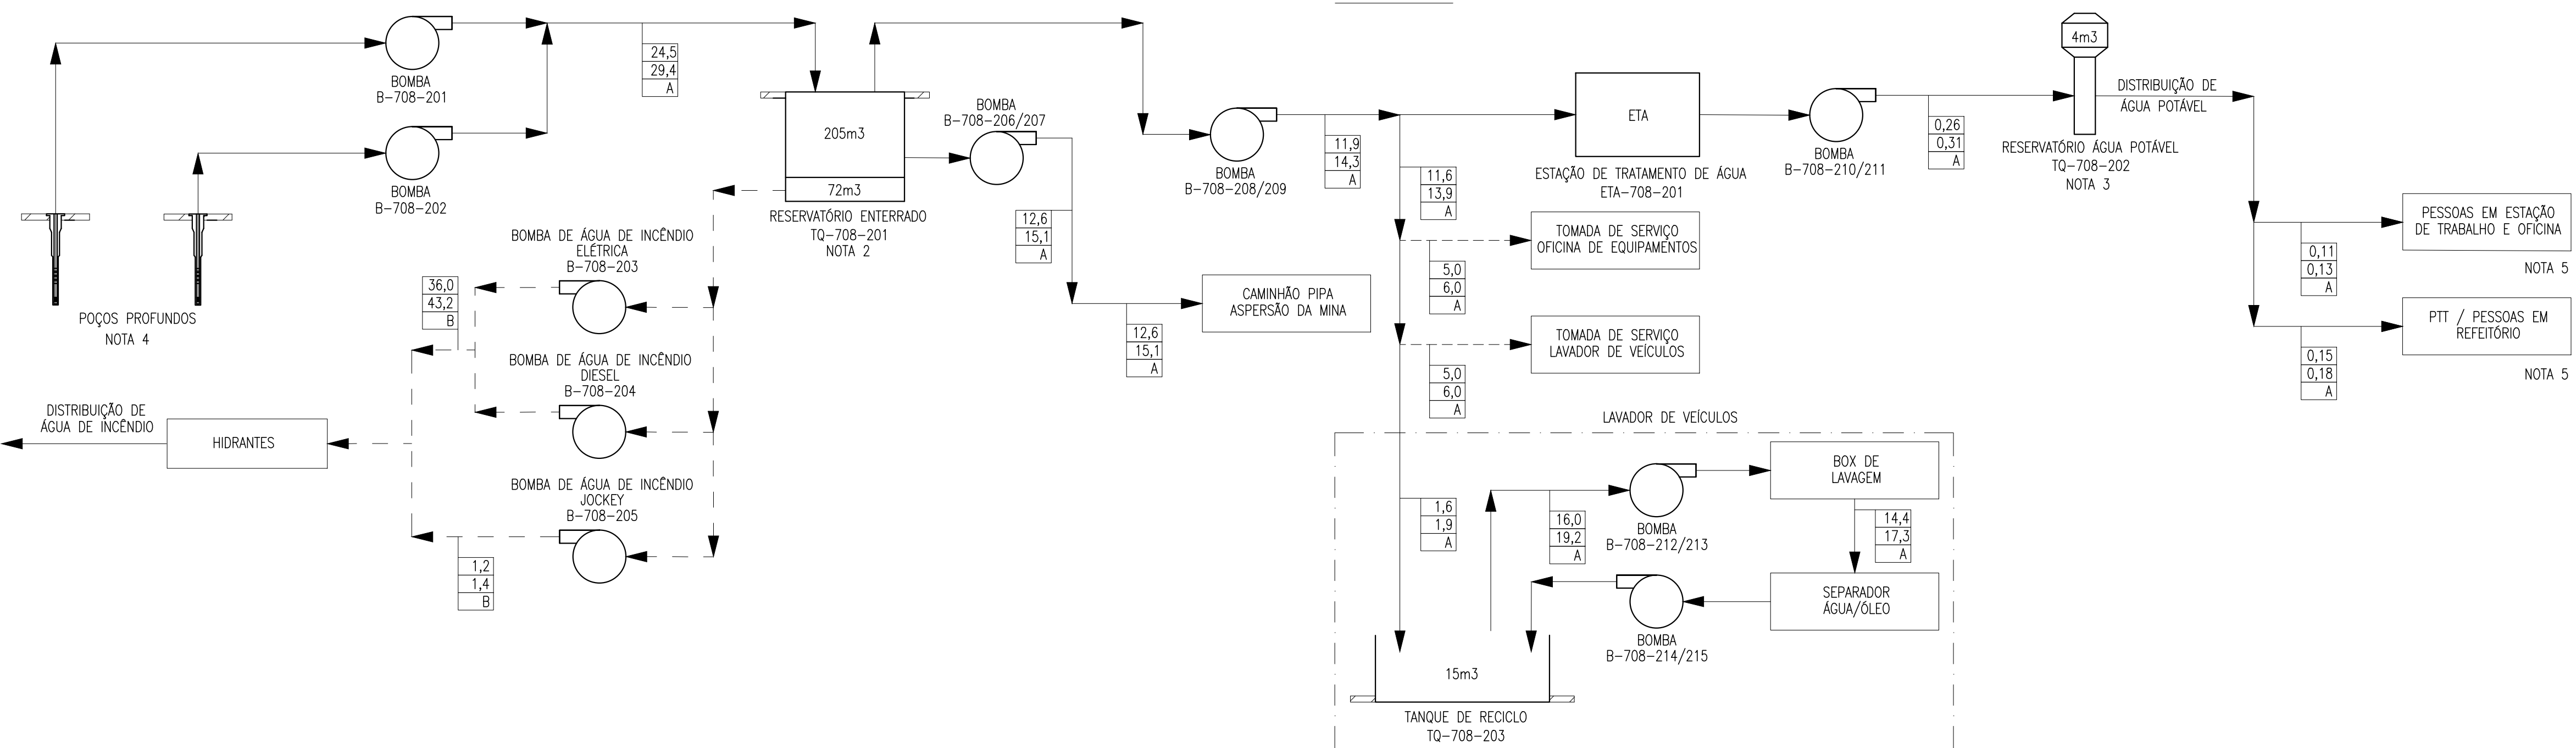 BOMBA
B-708-201
BOMBA
B-708-202
POÇOS PROFUNDOS
NOTA 4
24,5
29,4
A
205m3
72m3
RESERVATÓRIO ENTERRADO
TQ-708-201
NOTA 2
BOMBA
B-708-206/207
12,6
15,1
A
12,6
15,1
A
CAMINHÃO PIPA
ASPERSÃO DA MINA
BOMBA DE ÁGUA DE INCÊNDIO
ELÉTRICA
B-708-203
36,0
43,2
B
BOMBA DE ÁGUA DE INCÊNDIO
DIESEL
B-708-204
DISTRIBUIÇÃO DE
ÁGUA DE INCÊNDIO
HIDRANTES
BOMBA DE ÁGUA DE INCÊNDIO
JOCKEY
B-708-205
1,2
1,4
B
BOMBA
B-708-208/209
11,9
14,3
A
ETA
ESTAÇÃO DE TRATAMENTO DE ÁGUA
ETA-708-201
BOMBA
B-708-210/211
0,26
0,31
A
4m3
RESERVATÓRIO ÁGUA POTÁVEL
TQ-708-202
NOTA 3
DISTRIBUIÇÃO DE
ÁGUA POTÁVEL
PESSOAS EM ESTAÇÃO
DE TRABALHO E OFICINA
NOTA 5
0,11
0,13
A
PTT / PESSOAS EM
REFEITÓRIO
NOTA 5
0,15
0,18
A
11,6
13,9
A
TOMADA DE SERVIÇO
OFICINA DE EQUIPAMENTOS
5,0
6,0
A
TOMADA DE SERVIÇO
LAVADOR DE VEÍCULOS
5,0
6,0
A
LAVADOR DE VEÍCULOS
1,6
1,9
A
16,0
19,2
A
BOMBA
B-708-212/213
BOX DE
LAVAGEM
14,4
17,3
A
SEPARADOR
ÁGUA/ÓLEO
BOMBA
B-708-214/215
15m3
TANQUE DE RECICLO
TQ-708-203